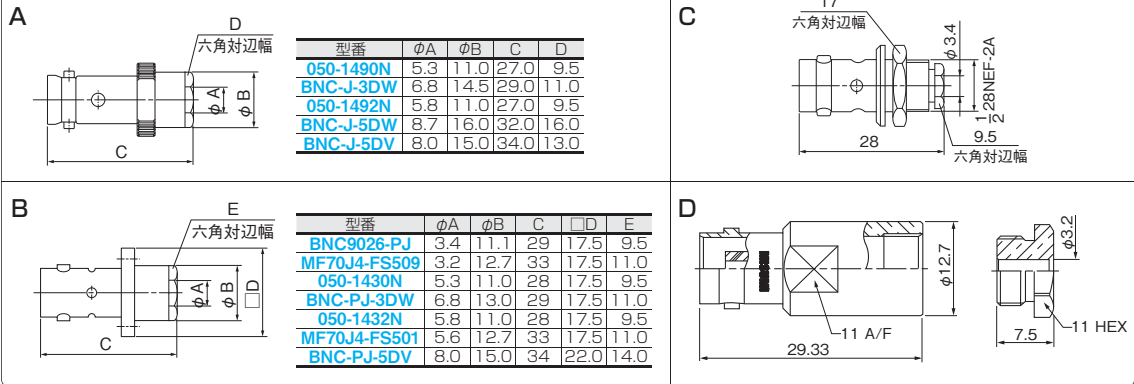 A
D
六角対辺幅
φA
φB
C
型番 φA φB C D
050-1490N 5.3 11.0 27.0 9.5
BNC-J-3DW 6.8 14.5 29.0 11.0
050-1492N 5.8 11.0 27.0 9.5
BNC-J-5DW 8.7 16.0 32.0 16.0
BNC-J-5DV 8.0 15.0 34.0 13.0
C
17
六角対辺幅
φ3.4
1/2 28NEF-2A
28
9.5
六角対辺幅
B
E
六角対辺幅
φA
φB
□D
C
型番 φA φB C □D E
BNC9026-PJ 3.4 11.1 29 17.5 9.5
MF70J4-FS509 3.2 12.7 33 17.5 11.0
050-1430N 5.3 11.0 28 17.5 9.5
BNC-PJ-3DW 6.8 13.0 29 17.5 11.0
050-1432N 5.8 11.0 28 17.5 9.5
MF70J4-FS501 5.6 12.7 33 17.5 11.0
BNC-PJ-5DV 8.0 15.0 34 22.0 14.0
D
φ12.7
φ3.2
11 A/F
29.33
7.5
11 HEX